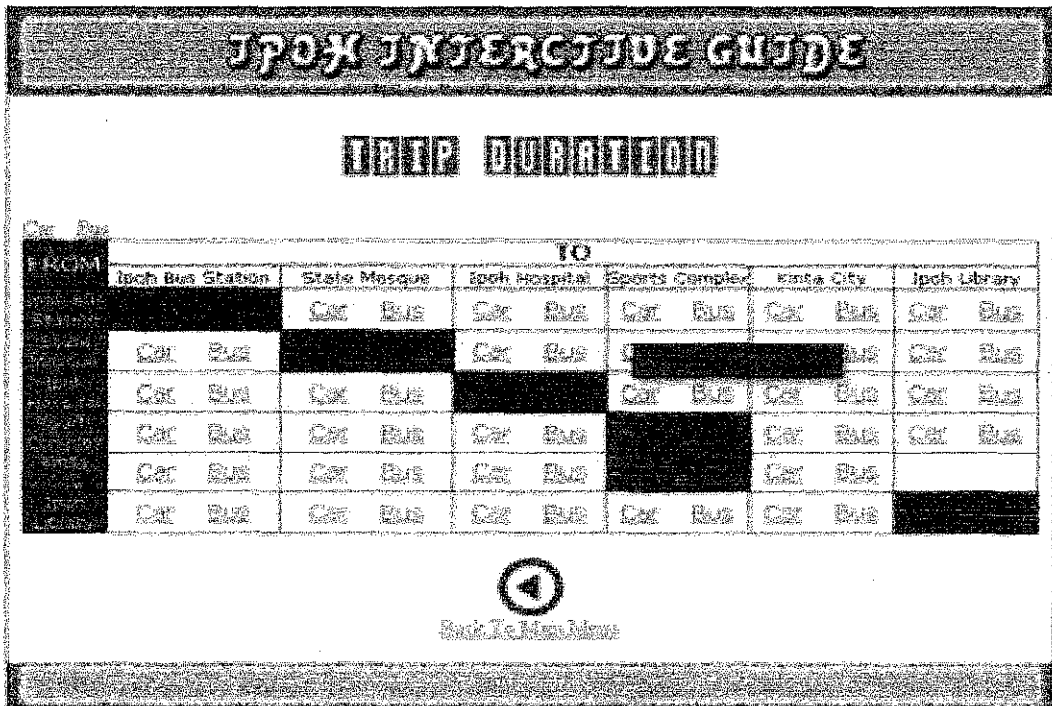 IPOH INTERCTIVE GUIDE
TRIP DURATION
Car Bus
FROM TO
Ipoh Bus Station State Mosque Ipoh Hospital Sports Complex Kinta City Ipoh Library
Car Bus Car Bus Car Bus Car Bus Car Bus
Car Bus Car Bus Car Bus
Car Bus Car Bus Car Bus Car Bus Car Bus
Car Bus Car Bus Car Bus Car Bus Car Bus
Car Bus Car Bus Car Bus Car Bus
Car Bus Car Bus Car Bus Car Bus Car Bus
Back To Main Menu